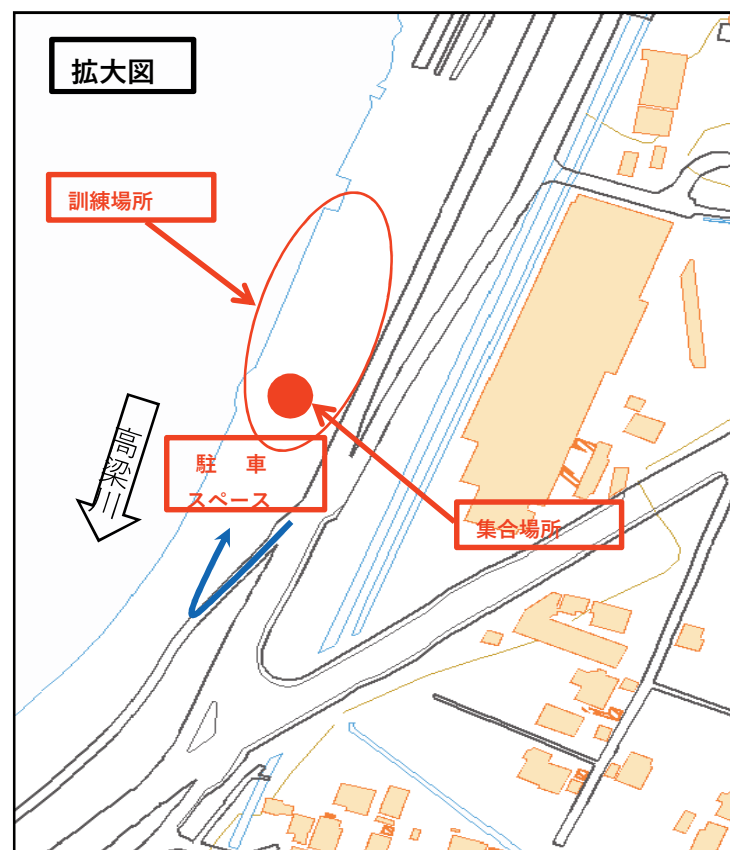 拡大図
訓練場所
高梁川
駐 車
スペース
集合場所